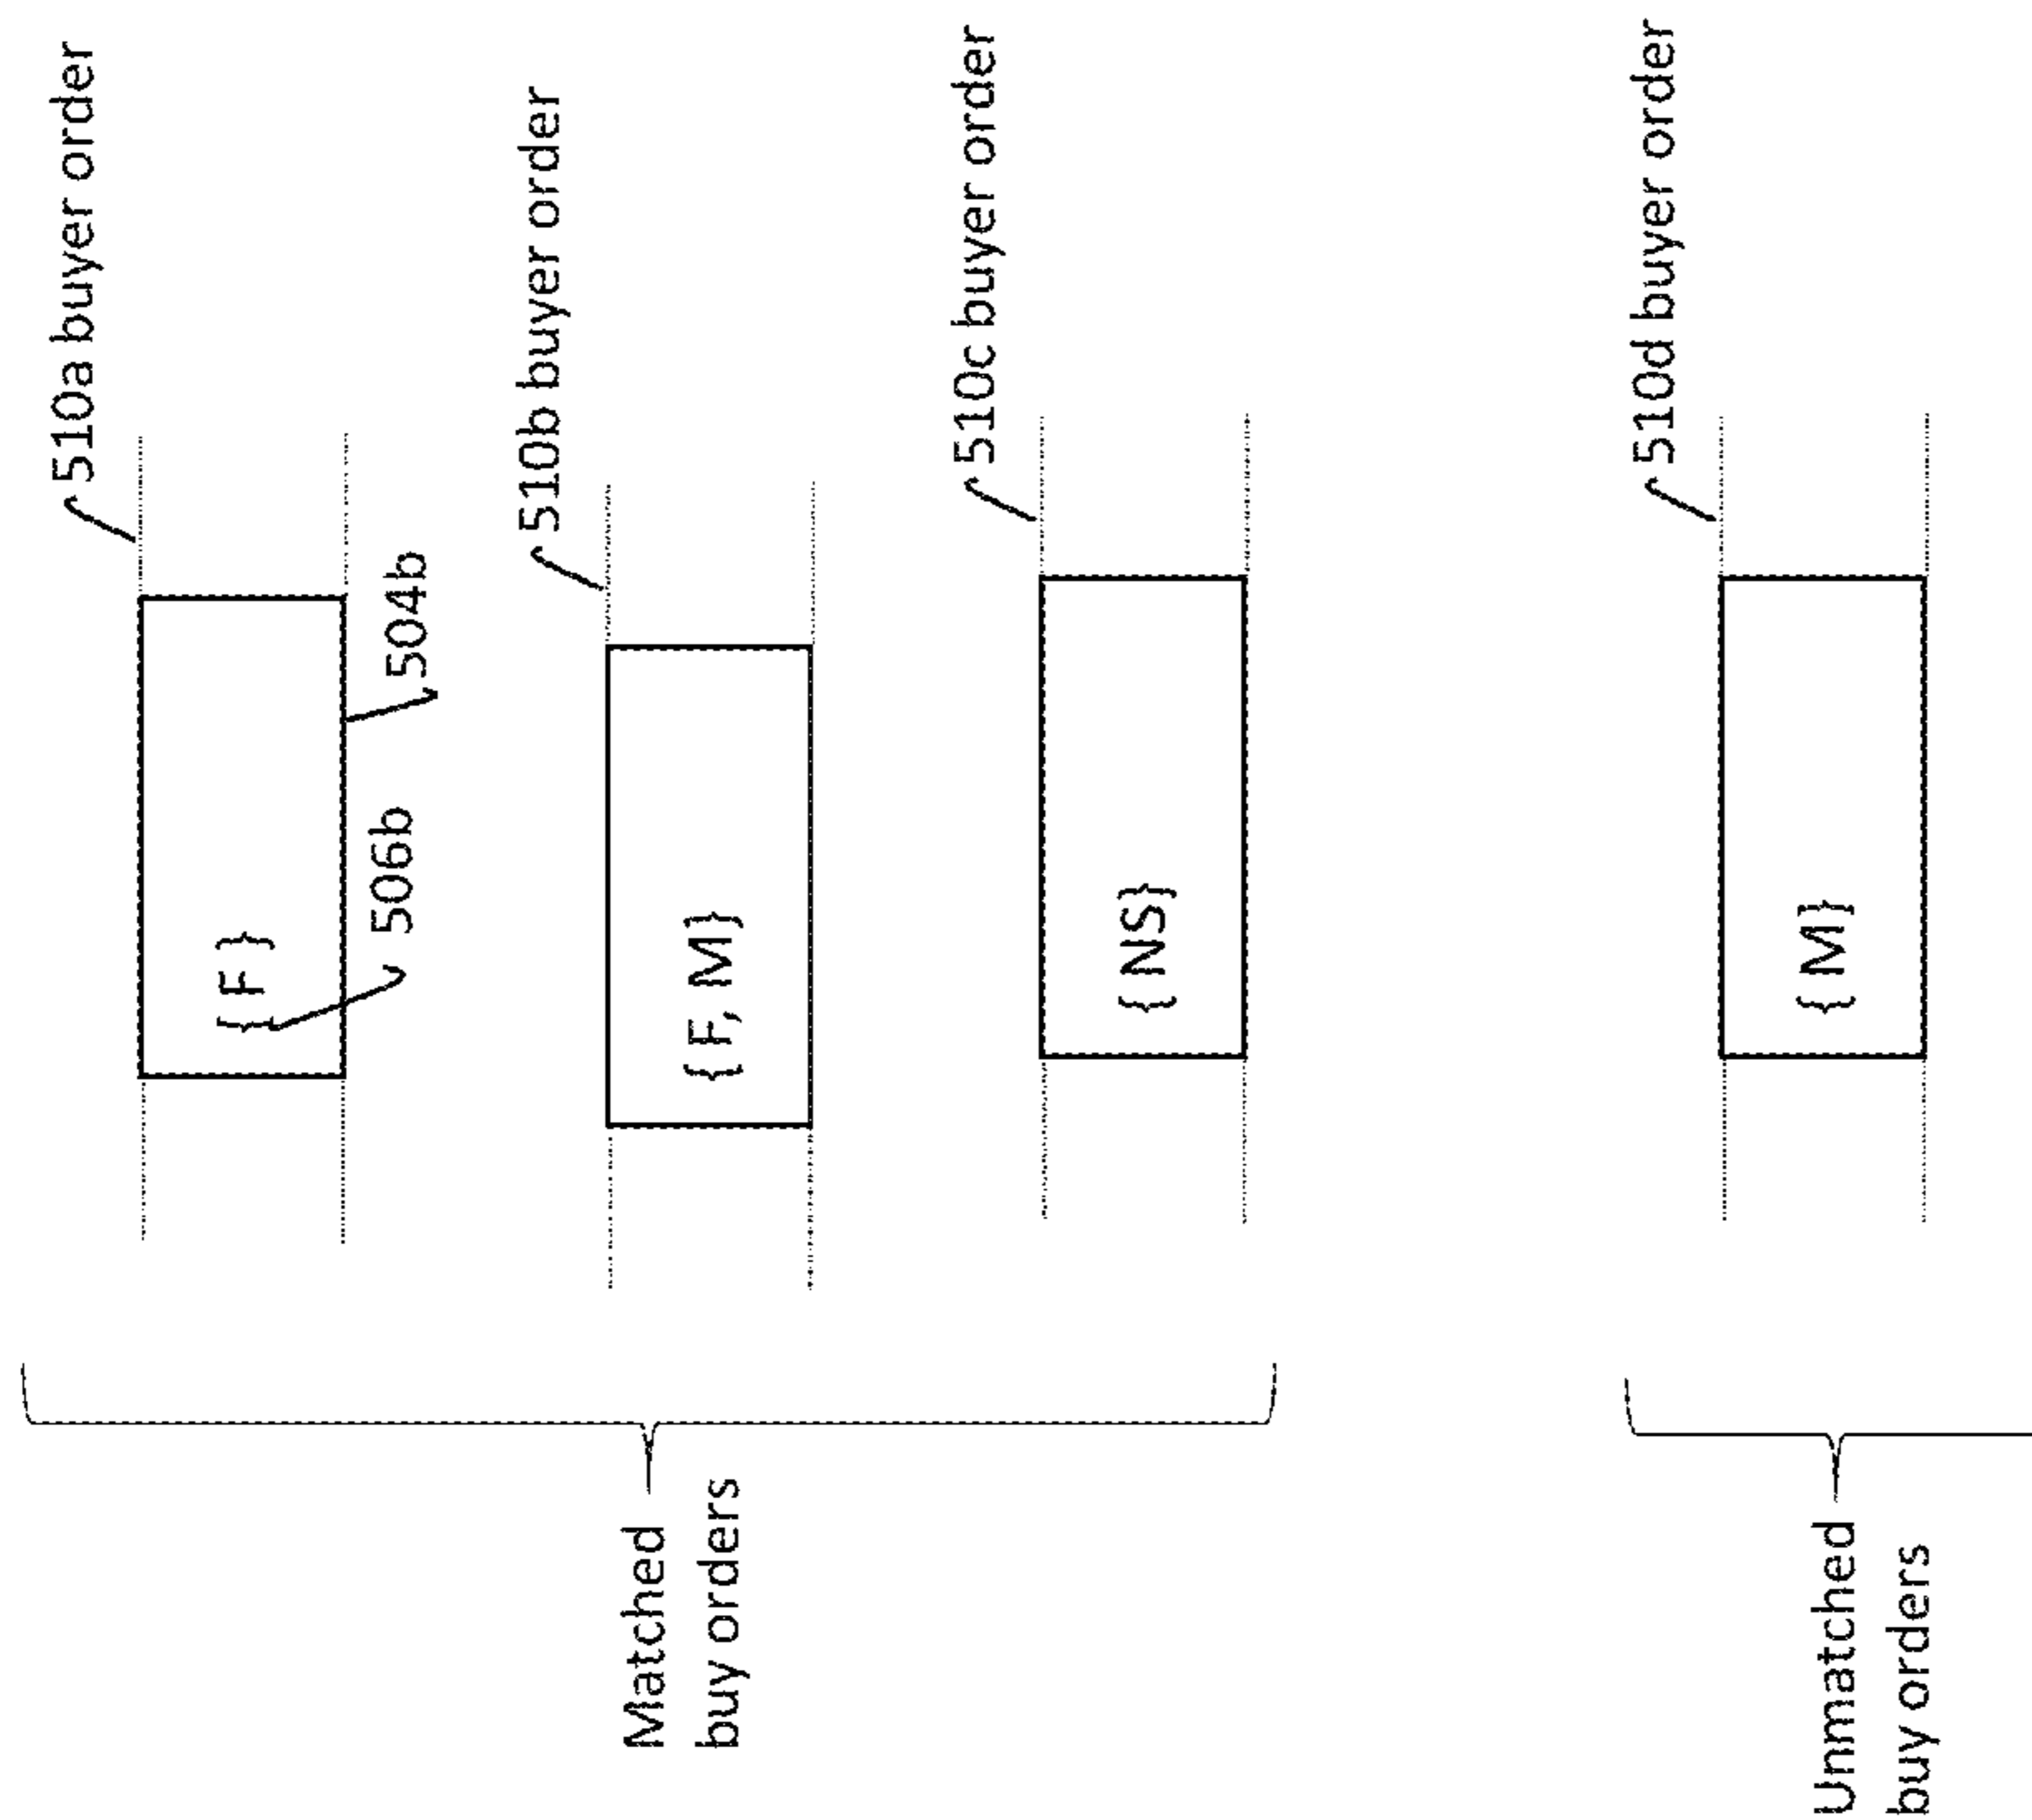 510a buyer order
{ F }
506b
504b
510b buyer order
{ F, M}
Matched
buy orders
510c buyer order
{ NS}
510d buyer order
{ M}
Unmatched
buy orders